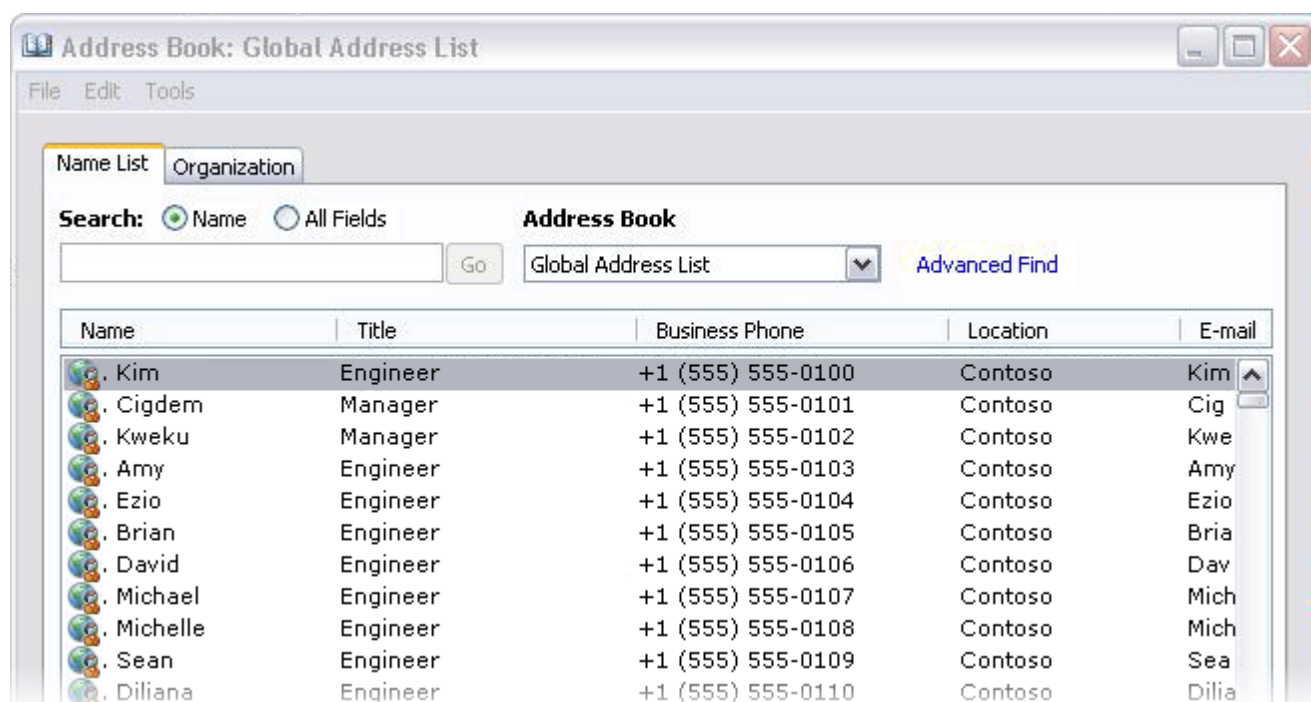 Address Book: Global Address List
File Edit Tools
Name List Organization
Search: Name All Fields Address Book
Go Global Address List Advanced Find
Name Title Business Phone Location E-mail
. Kim Engineer +1 (555) 555-0100 Contoso Kim
. Cigdem Manager +1 (555) 555-0101 Contoso Cig
. Kweku Manager +1 (555) 555-0102 Contoso Kwe
. Amy Engineer +1 (555) 555-0103 Contoso Amy
. Ezio Engineer +1 (555) 555-0104 Contoso Ezio
. Brian Engineer +1 (555) 555-0105 Contoso Bria
. David Engineer +1 (555) 555-0106 Contoso Dav
. Michael Engineer +1 (555) 555-0107 Contoso Mich
. Michelle Engineer +1 (555) 555-0108 Contoso Mich
. Sean Engineer +1 (555) 555-0109 Contoso Sea
. Diliana Engineer +1 (555) 555-0110 Contoso Dilia